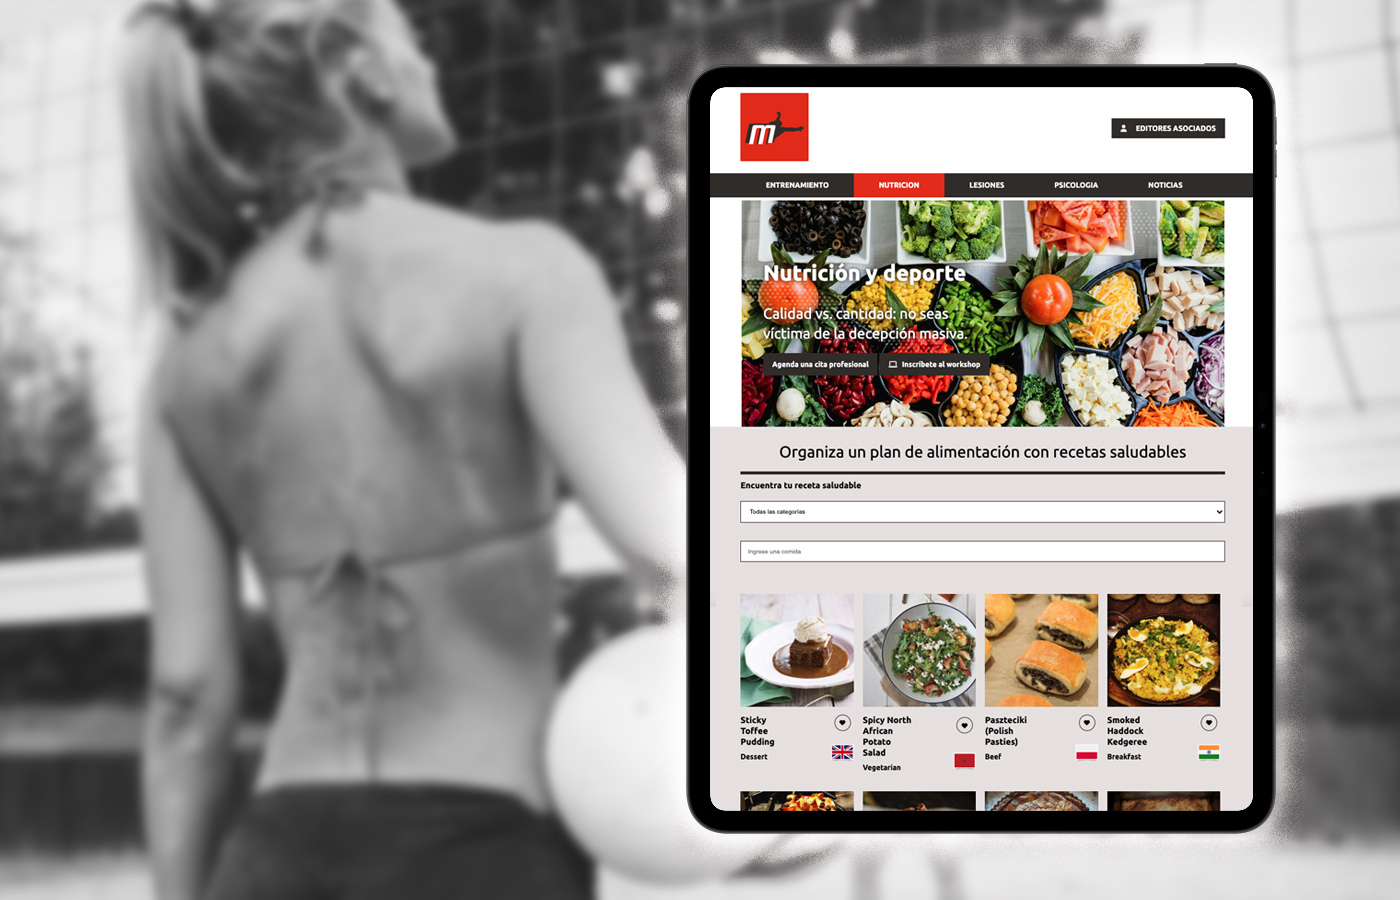 m
EDITORES ASOCIADOS
ENTRENAMIENTO NUTRICION LESIONES PSICOLOGIA NOTICIAS
Nutrición y deporte
Calidad vs. cantidad: no seas
víctima de la decepción masiva.
Agenda una cita profesional Inscríbete al workshop
Organiza un plan de alimentación con recetas saludables
Encuentra tu receta saludable
Todas las categorías
Ingrese una comida
Sticky
Toffee
Pudding
Dessert
Spicy North
African
Potato
Salad
Vegetarian
Paszteciki
(Polish
Pasties)
Beef
Smoked
Haddock
Kedgeree
Breakfast